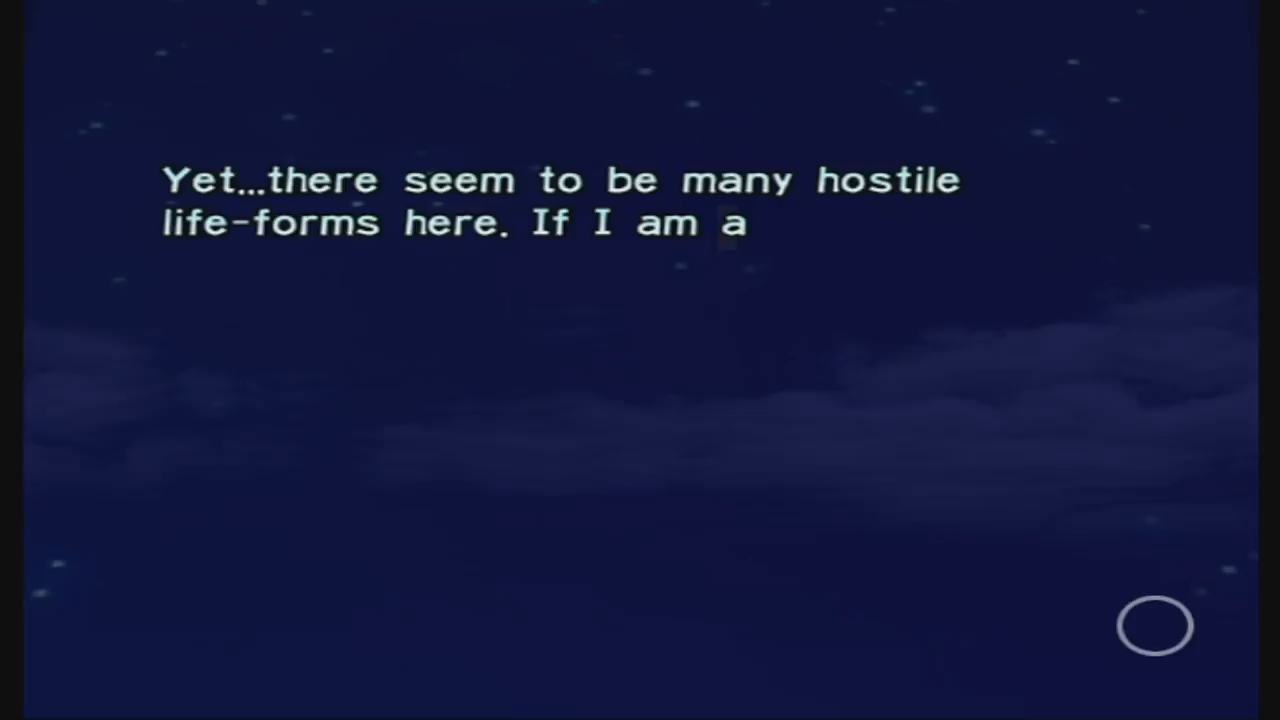 Yet...there seem to be many hostile
life-forms here. If I am a